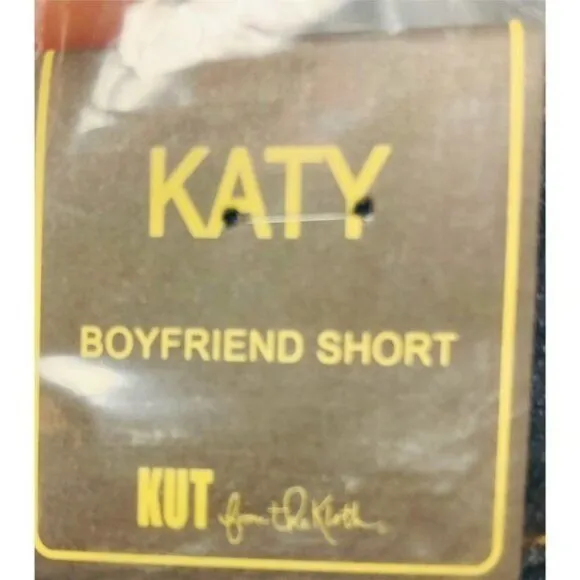 KATY
BOYFRIEND SHORT
KUT from the Kloth